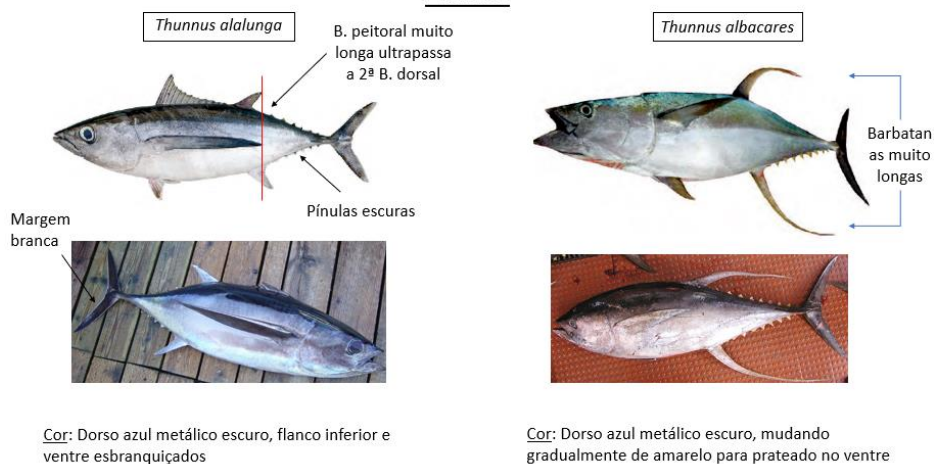 Thunnus alalunga
B. peitoral muito
longa ultrapassa
a 2ª B. dorsal
Pínulas escuras
Margem
branca
Cor: Dorso azul metálico escuro, flanco inferior e
ventre esbranquiçados
Thunnus albacares
Barbatan
as muito
longas
Cor: Dorso azul metálico escuro, mudando
gradualmente de amarelo para prateado no ventre